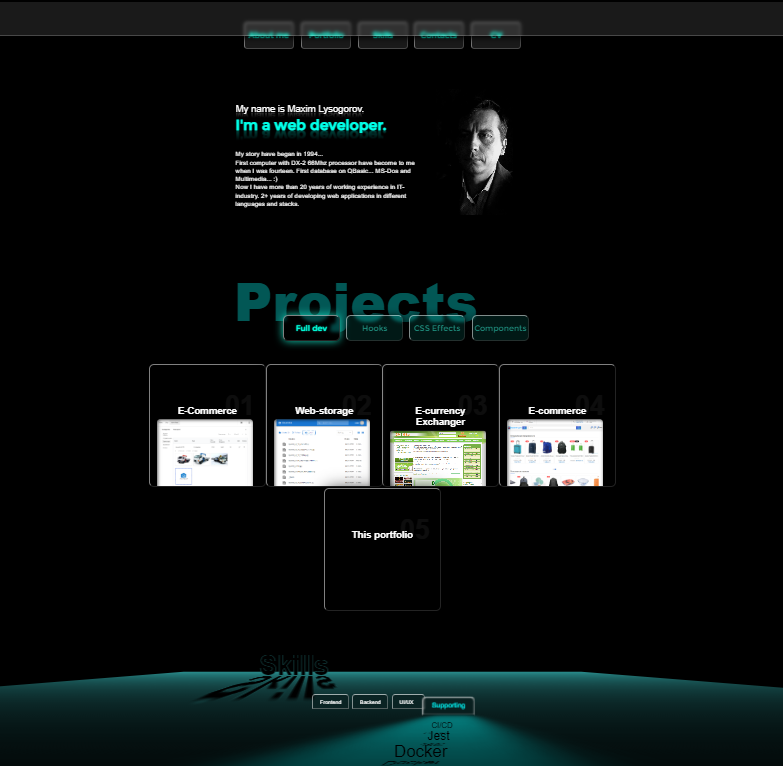 About me Portfolio Skills Contacts CV
My name is Maxim Lysogorov.
I'm a web developer.
My story have began in 1994...
First computer with DX-2 66Mhz processor have become to me
when I was fourteen. First database on QBasic... MS-Dos and
Multimedia... :)
Now I have more than 20 years of working experience in IT-
industry. 2+ years of developing web applications in different
languages and stacks.
Projects
Full dev Hooks CSS Effects Components
01 02 03 04
E-Commerce Web-storage E-currency E-commerce
Exchanger
05
This portfolio
Skills
Frontend Backend UI/UX Supporting
CI/CD
Jest
Docker